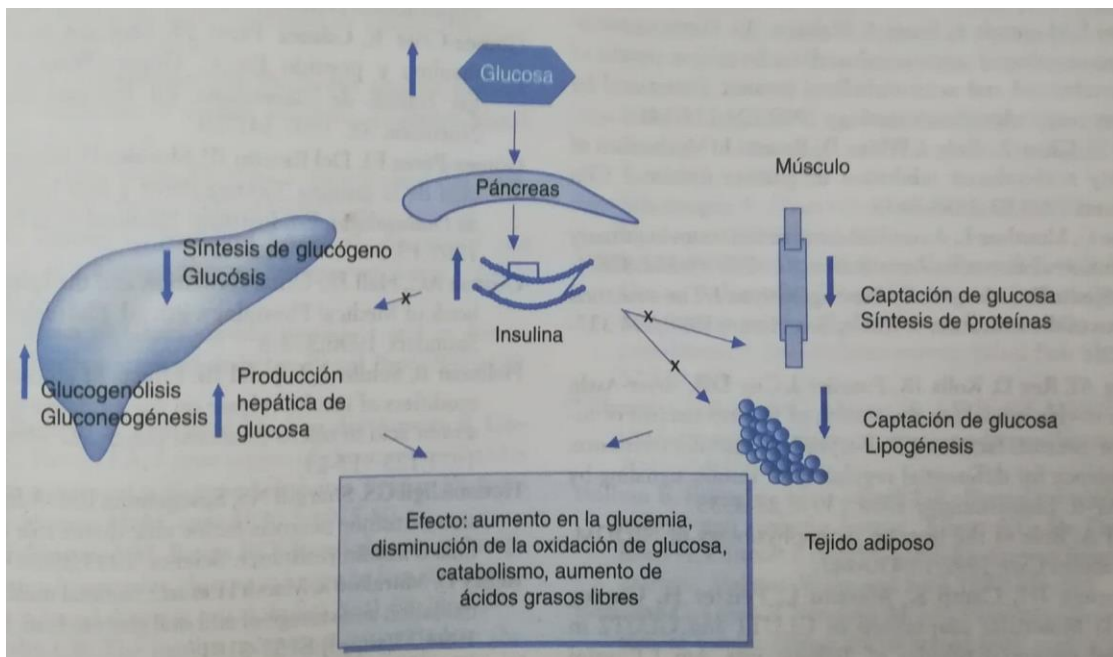 Glucosa
Páncreas
Músculo
Síntesis de glucógeno
Glucósis
x
Insulina
x
x
Captación de glucosa
Síntesis de proteínas
Glucogenólisis
Gluconeogénesis
Producción
hepática de
glucosa
Captación de glucosa
Lipogénesis
Efecto: aumento en la glucemia,
disminución de la oxidación de glucosa,
catabolismo, aumento de
ácidos grasos libres
Tejido adiposo